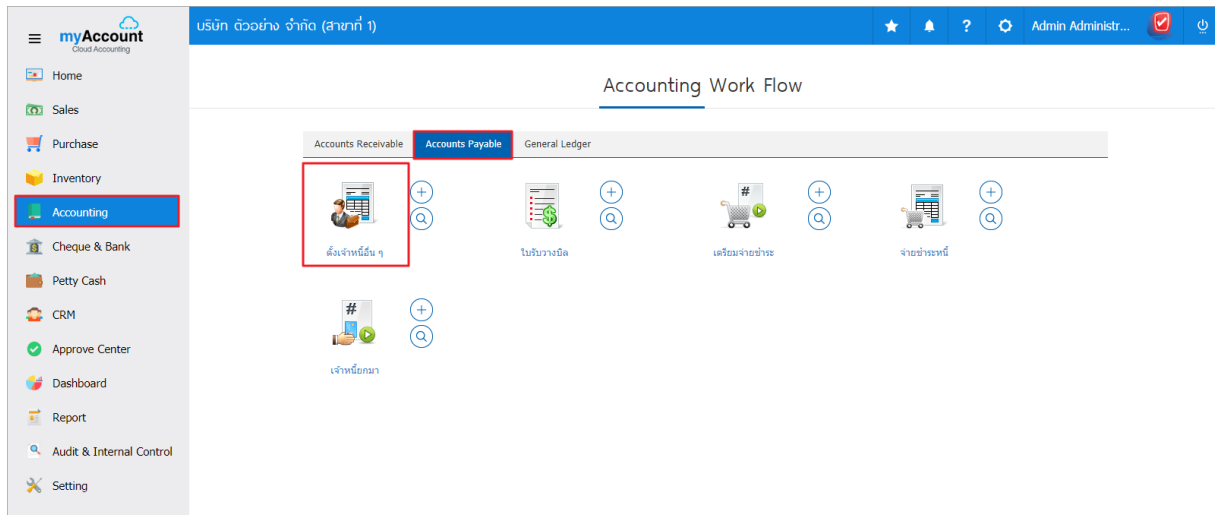 myAccount
Cloud Accounting
บริษัท ตัวอย่าง จำกัด (สาขาที่ 1)
?
Admin Administr...
Home
Sales
Purchase
Inventory
Accounting
Cheque & Bank
Petty Cash
CRM
Approve Center
Dashboard
Report
Audit & Internal Control
Setting
Accounting Work Flow
Accounts Receivable
Accounts Payable
General Ledger
ตั้งเจ้าหนี้อื่น ๆ
ใบรับวางบิล
#
เตรียมจ่ายชำระ
จ่ายชำระหนี้
#
เจ้าหนี้ยกมา